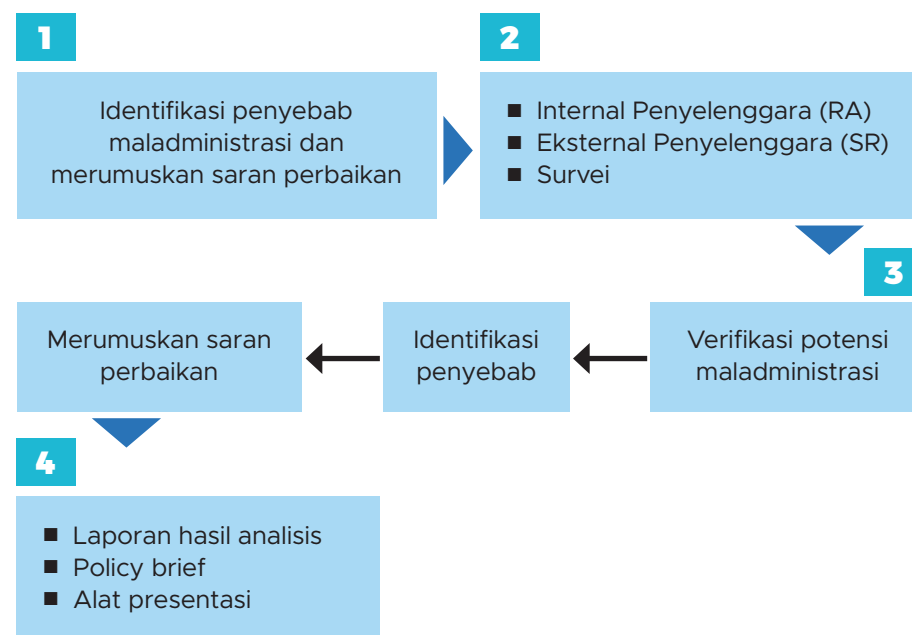 1
Identifikasi penyebab
maladministrasi dan
merumuskan saran perbaikan
2
■ Internal Penyelenggara (RA)
■ Eksternal Penyelenggara (SR)
■ Survei
3
Verifikasi potensi
maladministrasi
Identifikasi
penyebab
Merumuskan saran
perbaikan
4
■ Laporan hasil analisis
■ Policy brief
■ Alat presentasi